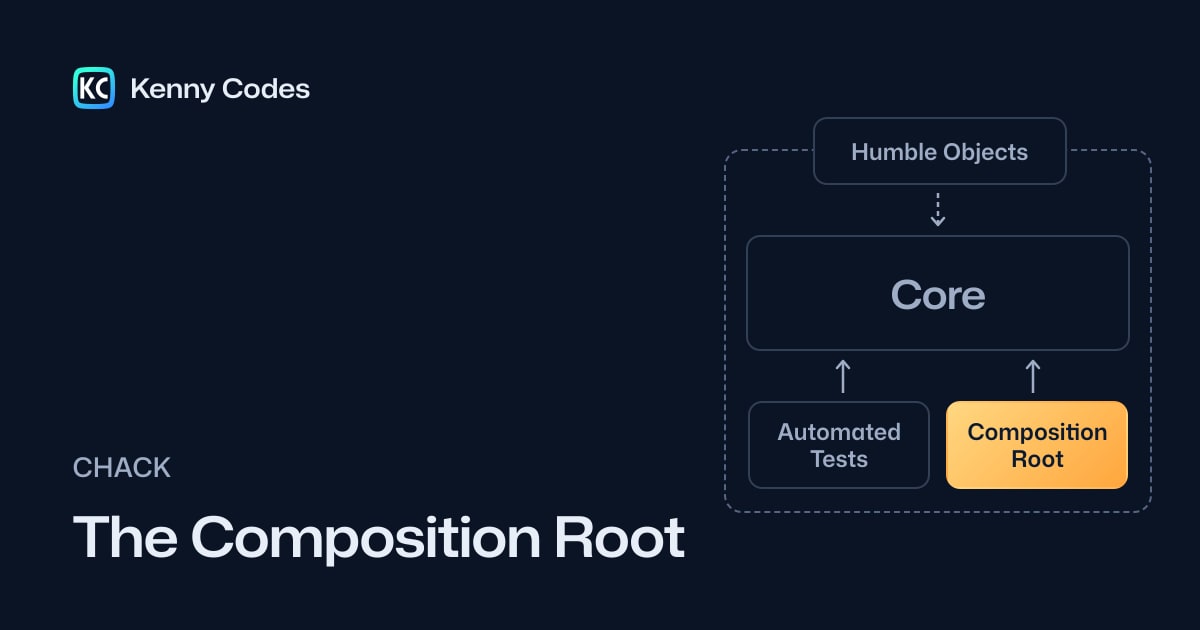 KC Kenny Codes
Humble Objects
Core
Automated
Tests
Composition
Root
CHACK
The Composition Root